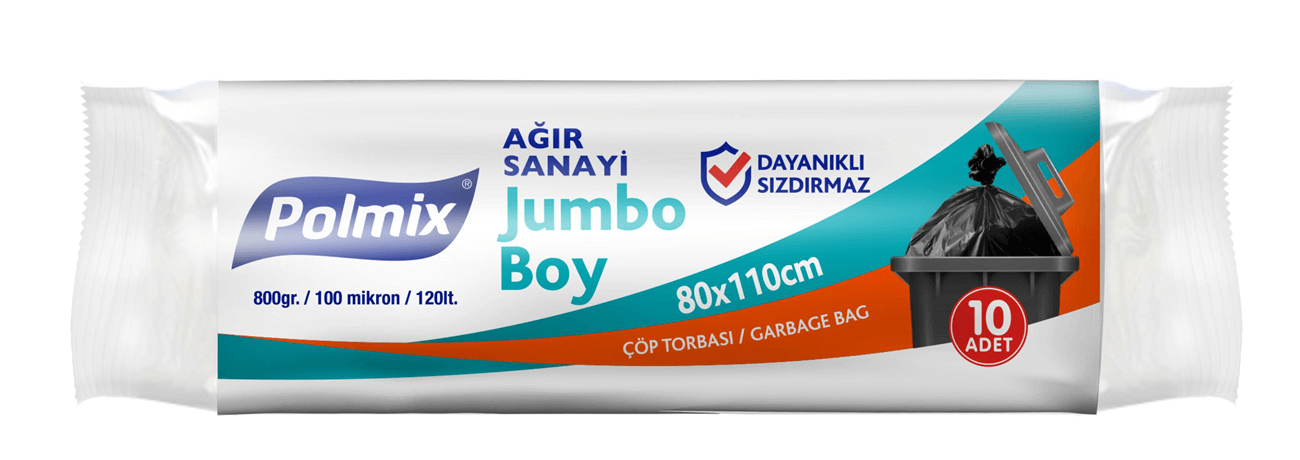 Polmix®
800gr. / 100 mikron / 120lt.
AĞIR
SANAYİ
Jumbo
Boy
DAYANIKLI
SIZDIRMAZ
80x110cm
ÇÖP TORBASI / GARBAGE BAG
10
ADET